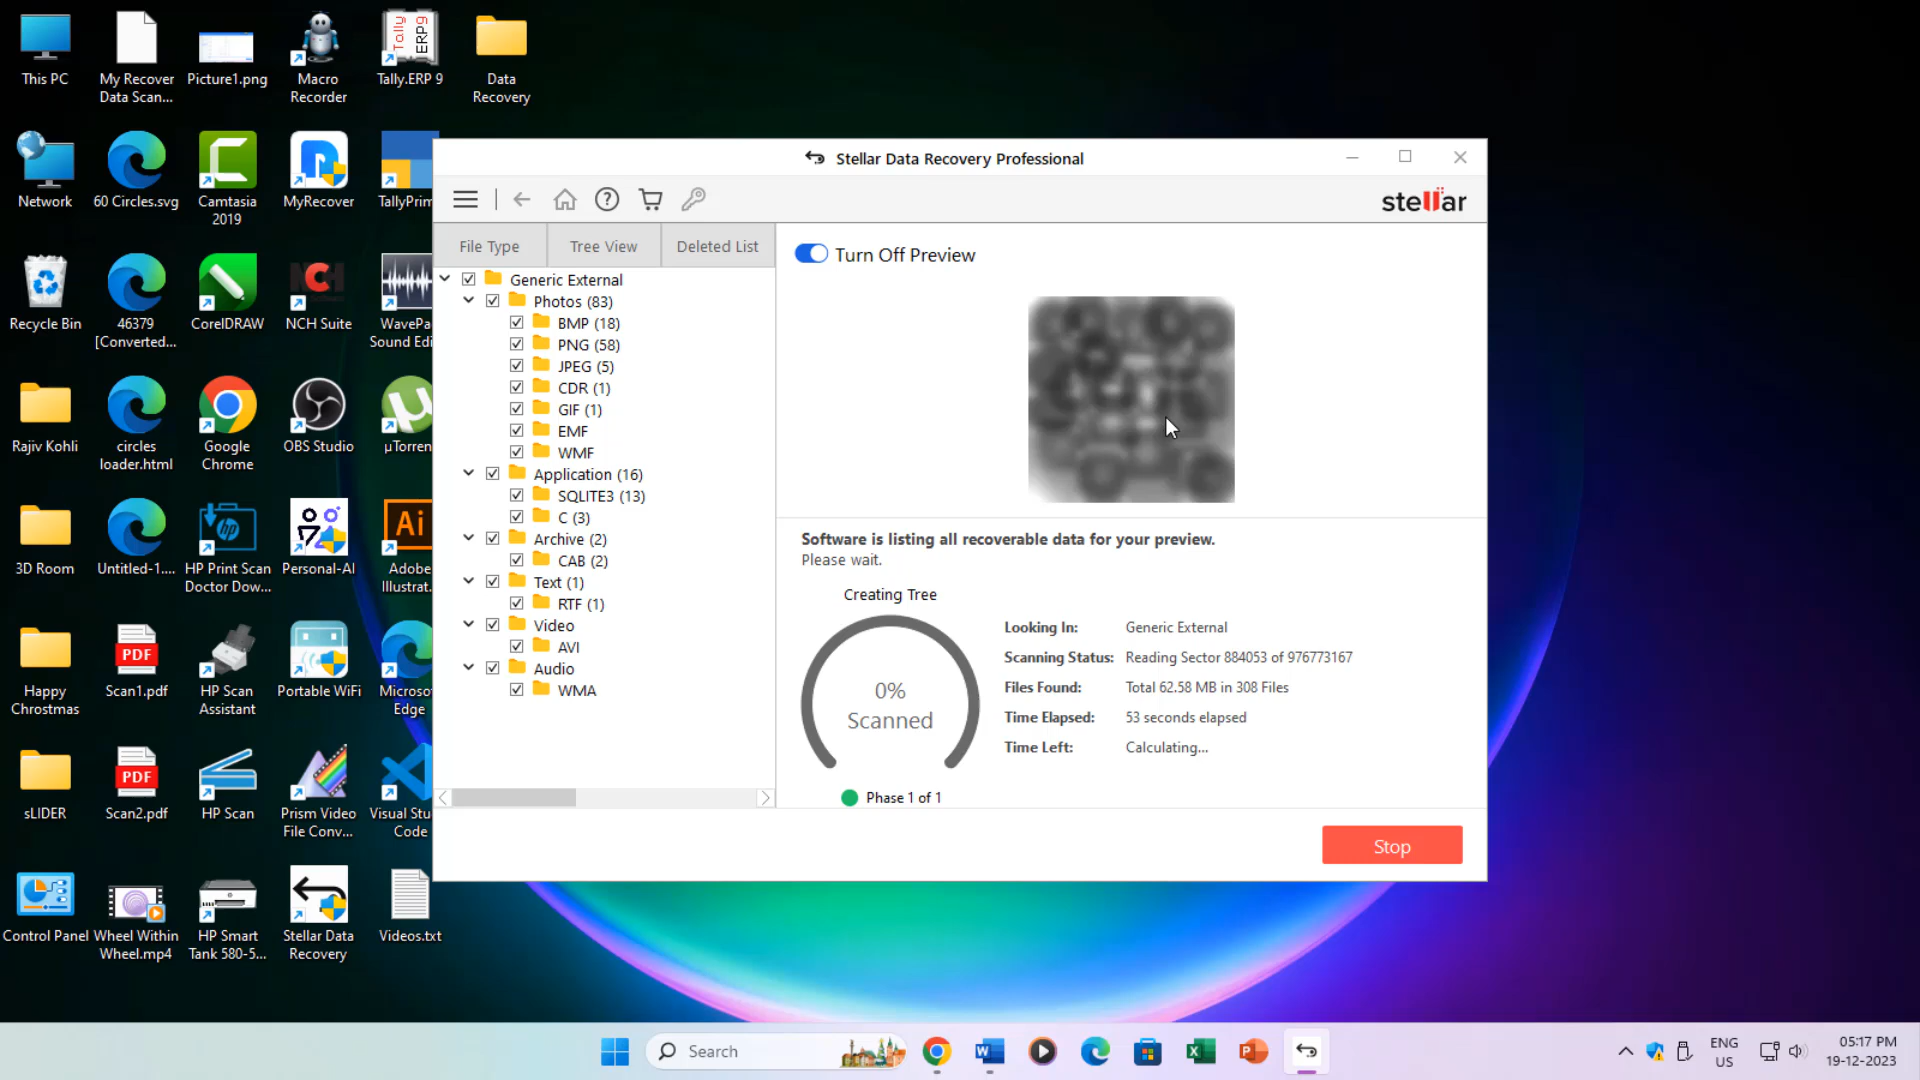 This PC
My Recover
Data Scan...
Picture1.png
Macro
Recorder
Tally
ERP9
Tally.ERP 9
Data
Recovery
Network
60 Circles.svg
Camtasia
2019
MyRecover
TallyPrim
Recycle Bin
46379
[Converted...
CorelDRAW
NCH
NCH Suite
WavePa
Sound Edi
Rajiv Kohli
circles
loader.html
Google
Chrome
OBS Studio
µTorren
3D Room
Untitled-1....
HP Print Scan
Doctor Dow...
Personal-AI
Ai
Adobe
Illustrat.
Happy
Chrostmas
PDF
Scan1.pdf
HP Scan
Assistant
Portable WiFi
Microso
Edge
sLIDER
PDF
Scan2.pdf
HP Scan
Prism Video
File Conv...
Visual Stu
Code
Control Panel
Wheel Within
Wheel.mp4
HP Smart
Tank 580-5...
Stellar Data
Recovery
Videos.txt
Stellar Data Recovery Professional
stellar
File Type
Tree View
Deleted List
Generic External
Photos (83)
BMP (18)
PNG (58)
JPEG (5)
CDR (1)
GIF (1)
EMF
WMF
Application (16)
SQLITE3 (13)
C (3)
Archive (2)
CAB (2)
Text (1)
RTF (1)
Video
AVI
Audio
WMA
Turn Off Preview
Software is listing all recoverable data for your preview.
Please wait.
Creating Tree
0%
Scanned
Phase 1 of 1
Looking In: Generic External
Scanning Status: Reading Sector 884053 of 976773167
Files Found: Total 62.58 MB in 308 Files
Time Elapsed: 53 seconds elapsed
Time Left: Calculating...
Stop
Search
ENG
US
05:17 PM
19-12-2023